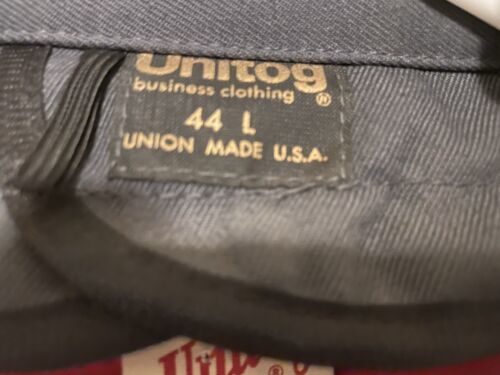 Unitog
business clothing ®
44 L
UNION MADE U.S.A.